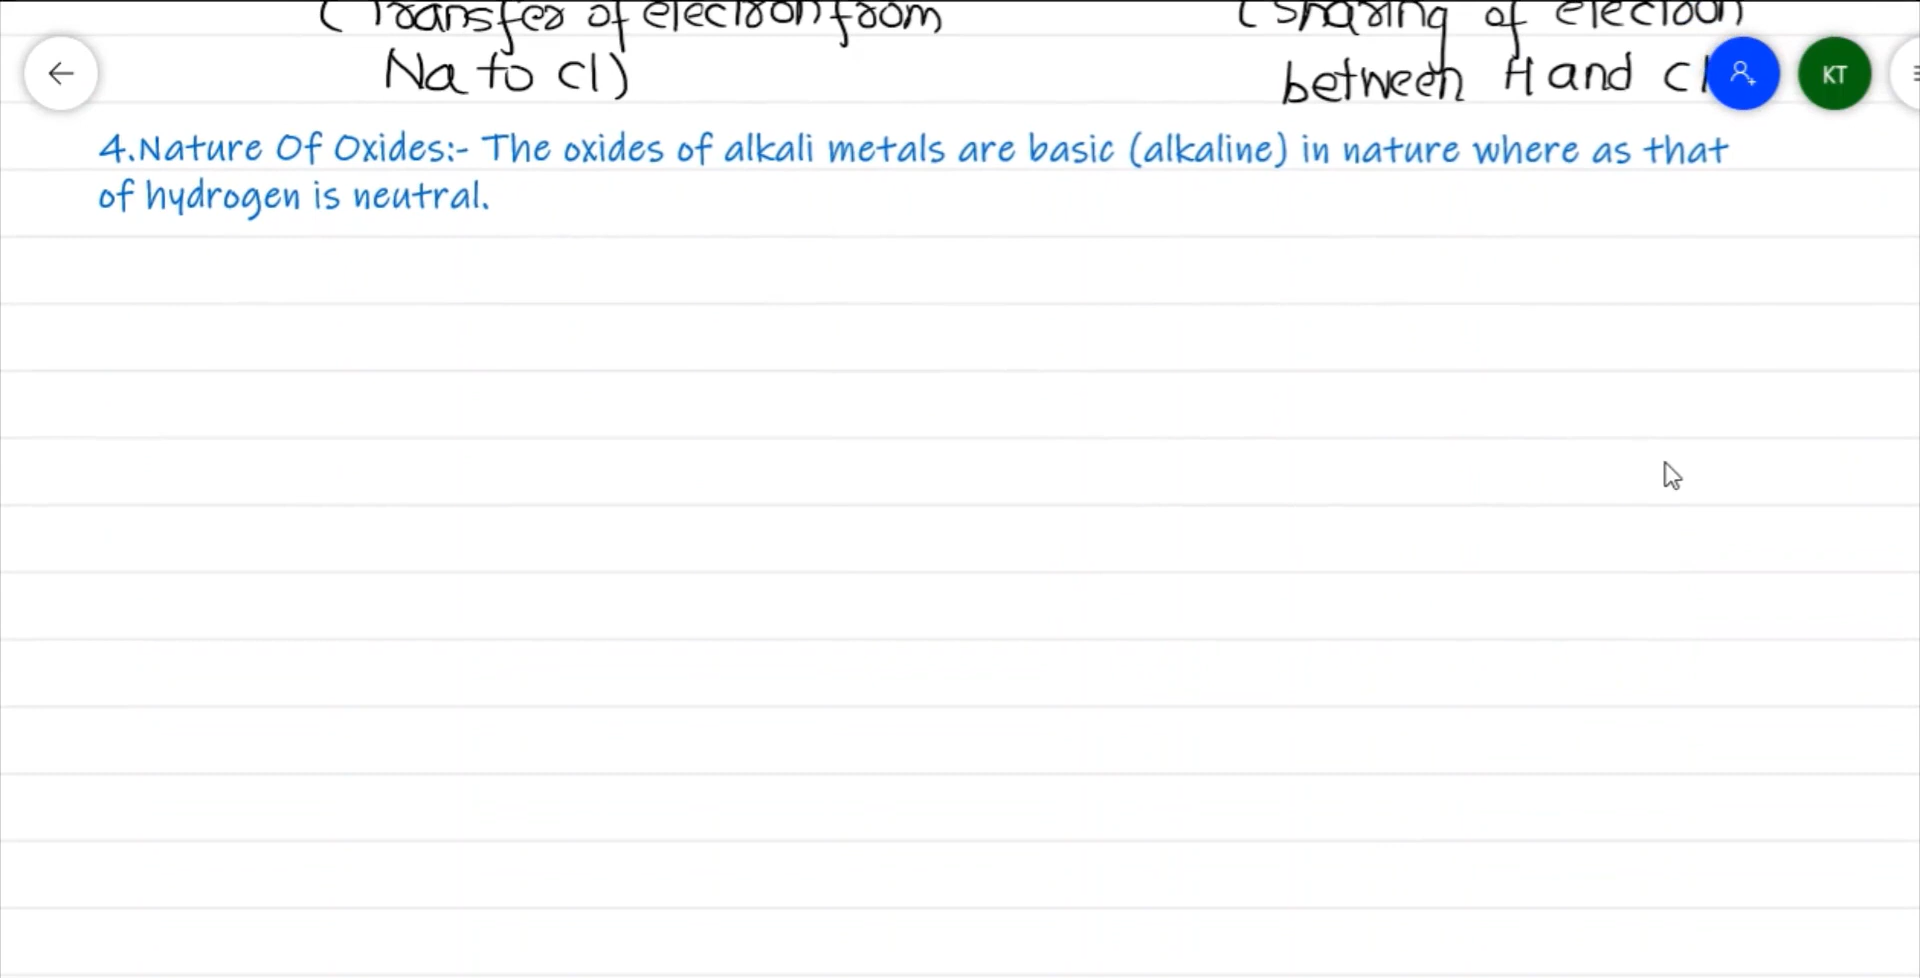 (Transfer of electron from (sharing of electoon
Na to Cl) between H and Cl
KT
4.Nature Of Oxides:- The oxides of alkali metals are basic (alkaline) in nature where as that
of hydrogen is neutral.